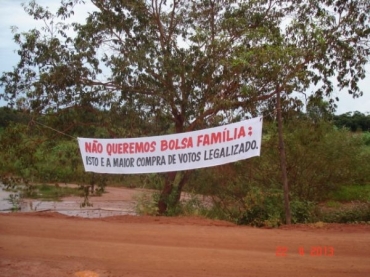 NÃO QUEREMOS BOLSA FAMÍLIA:
ISTO E A MAIOR COMPRA DE VOTOS LEGALIZADO.